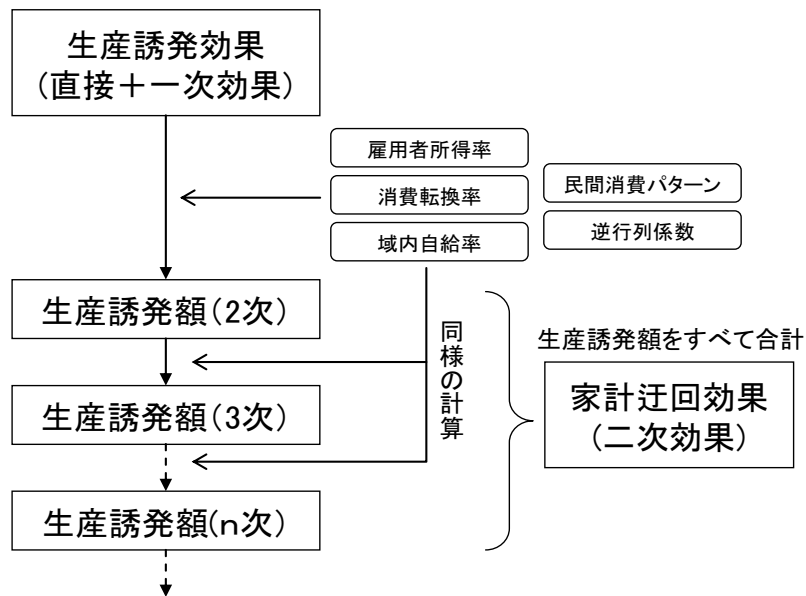 生産誘発効果
（直接＋一次効果）
雇用者所得率
消費転換率
域内自給率
民間消費パターン
逆行列係数
生産誘発額（2次）
生産誘発額（3次）
生産誘発額（ｎ次）
同様の計算
生産誘発額をすべて合計
家計迂回効果
（二次効果）